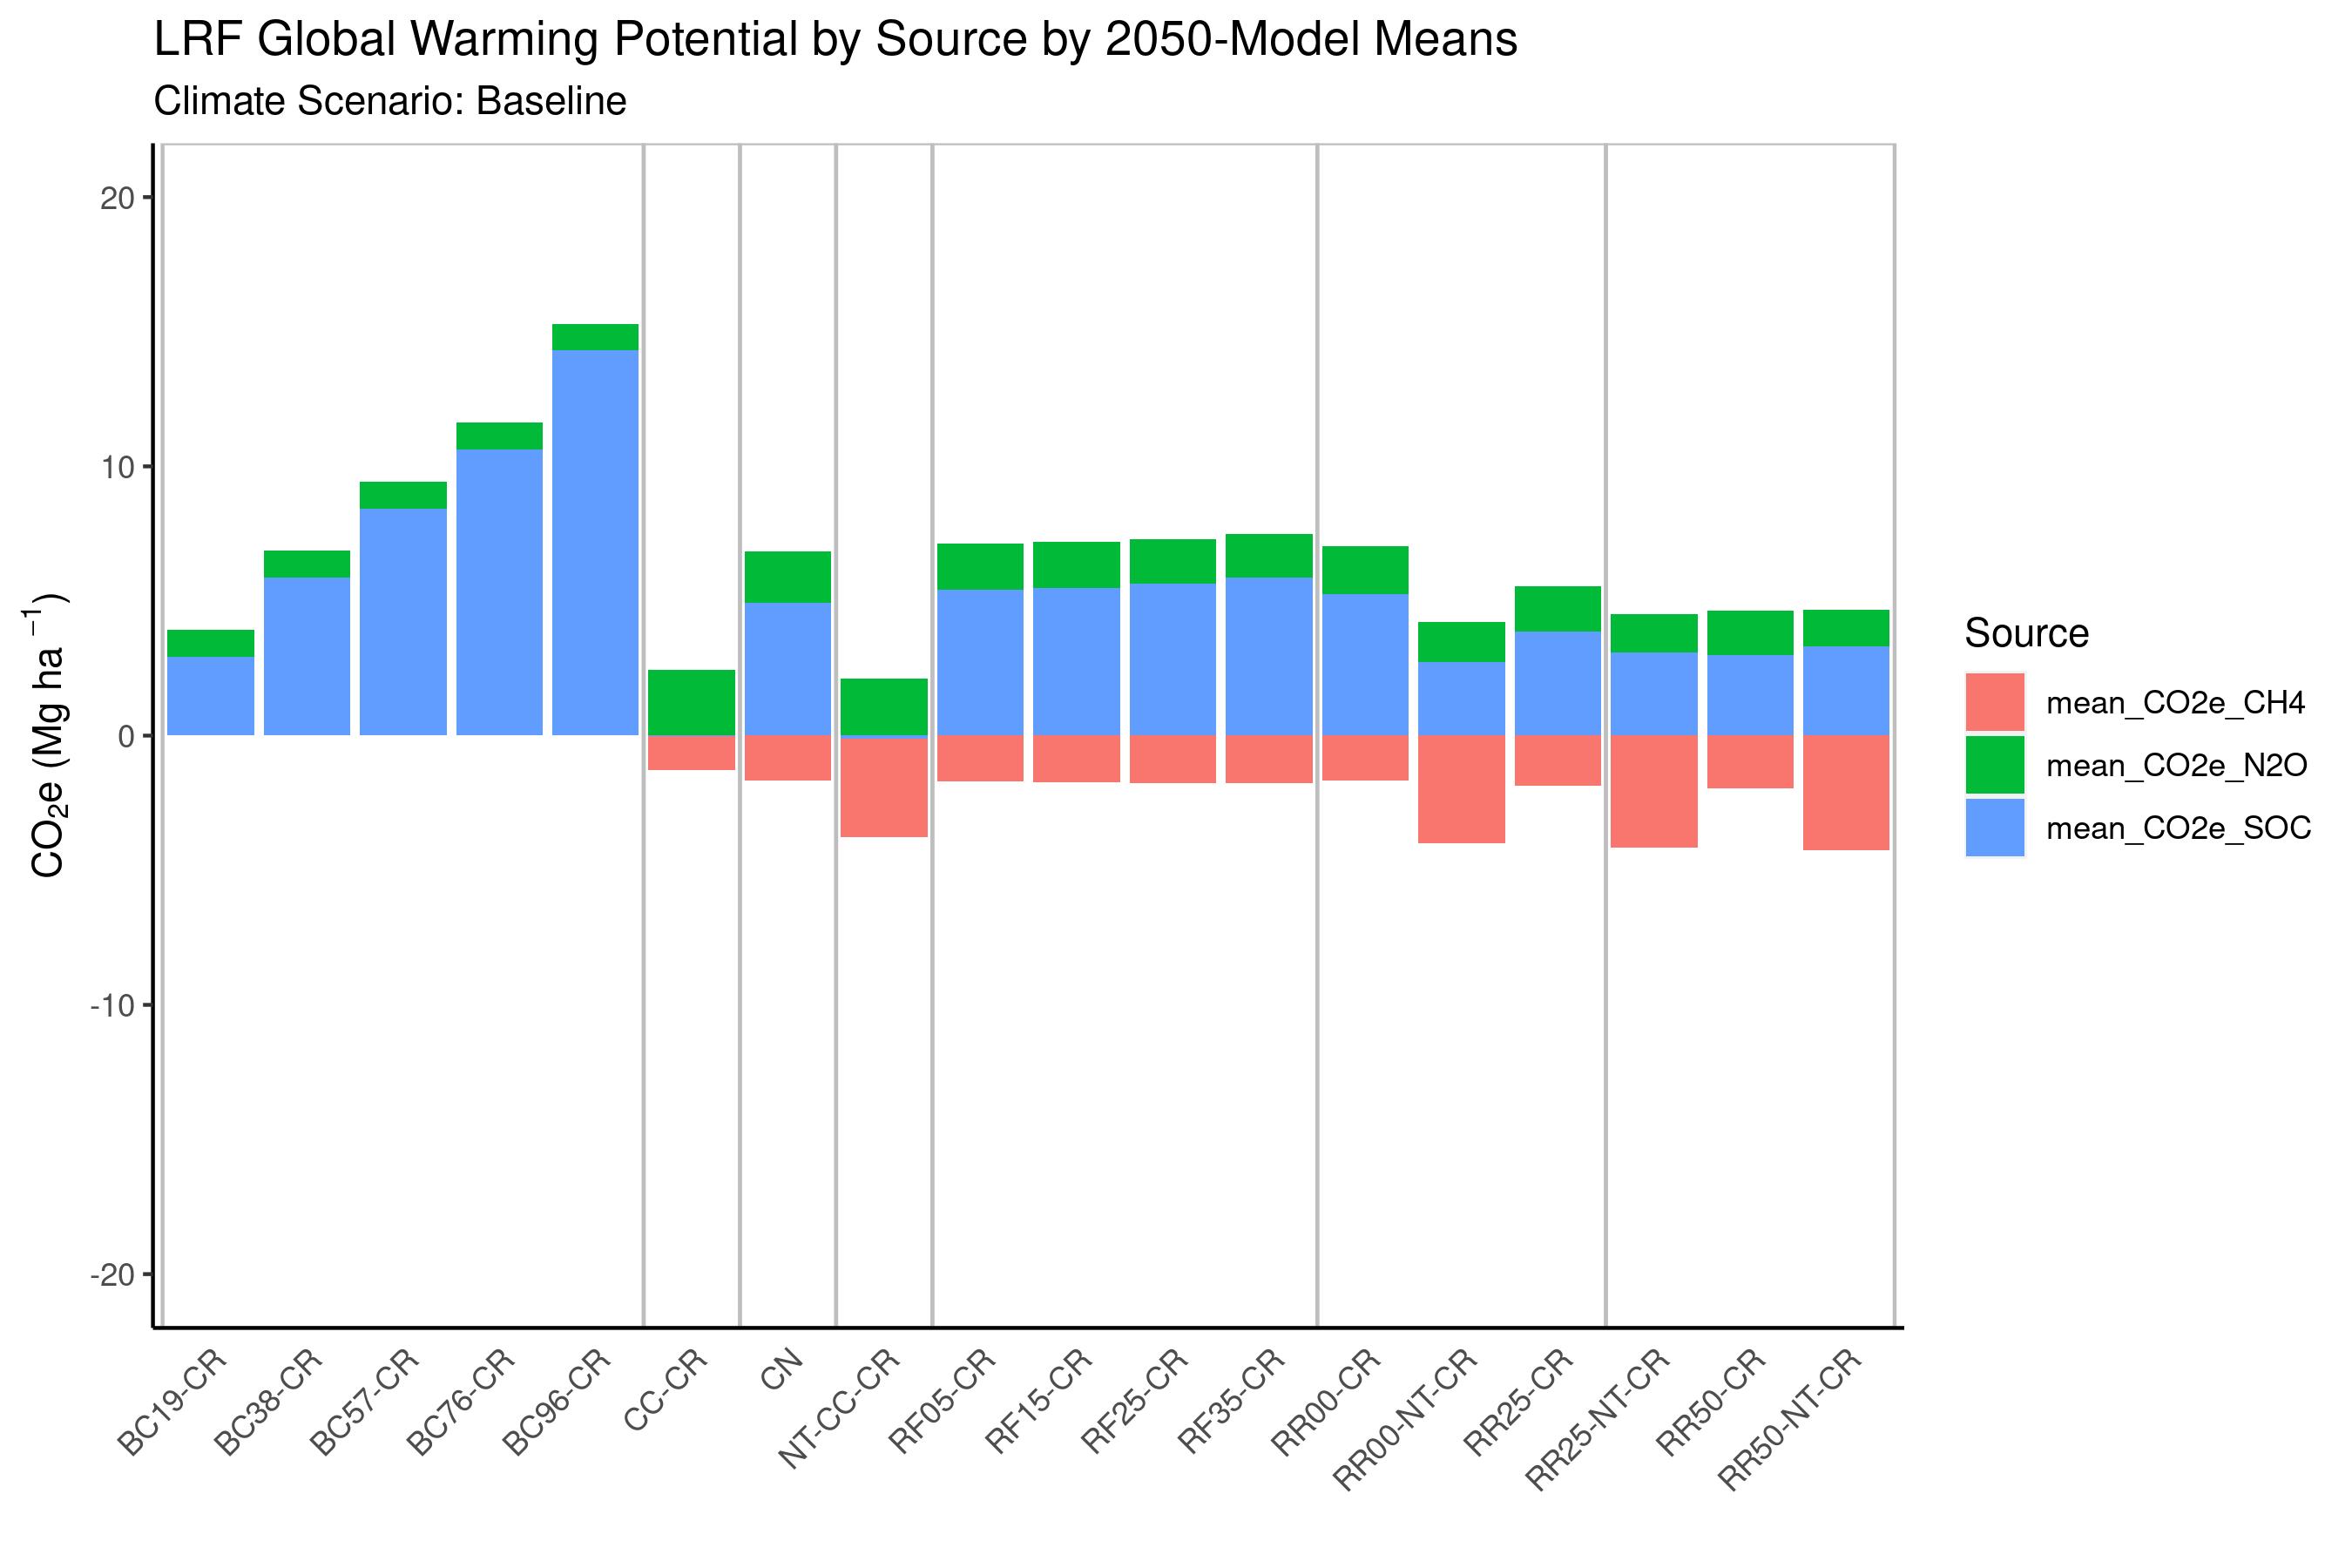 LRF Global Warming Potential by Source by 2050-Model Means
Climate Scenario: Baseline
20
10
0
-10
-20
CO₂e (Mg ha ⁻¹)
BC19-CR
BC38-CR
BC57-CR
BC76-CR
BC96-CR
CC-CR
CN
NT-CC-CR
RF05-CR
RF15-CR
RF25-CR
RF35-CR
RR00-CR
RR00-NT-CR
RR25-CR
RR25-NT-CR
RR50-CR
RR50-NT-CR
Source
mean_CO2e_CH4
mean_CO2e_N2O
mean_CO2e_SOC